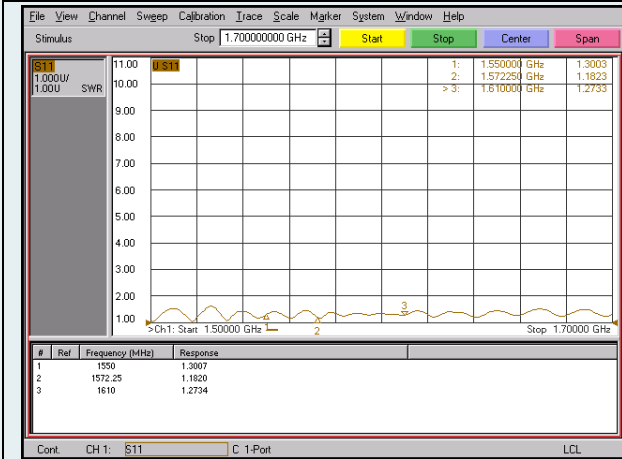 File View Channel Sweep Calibration Trace Scale Marker System Window Help
Stimulus Stop 1.700000000 GHz Start Stop Center Span
S11
1.000U/
1.00U SWR
11.00 U S11
10.00
8.00
7.00
6.00
5.00
4.00
3.00
2.00
1.00
1: 1.550000 GHz 1.3003
2: 1.572250 GHz 1.1823
> 3: 1.610000 GHz 1.2733
3
1
2
>Ch1: Start 1.50000 GHz Stop 1.70000 GHz
# Ref Frequency (MHz) Response
1 1550 1.3007
2 1572.25 1.1820
3 1610 1.2734
Cont. CH 1: S11 C 1-Port LCL